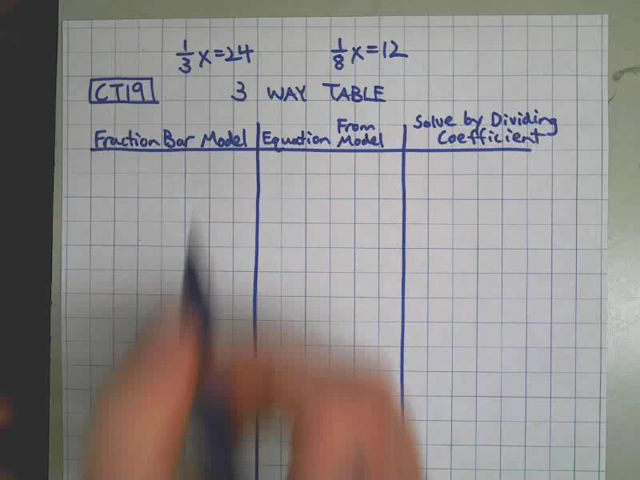 1/3 x=24 1/8 x=12
CT19 3 WAY TABLE
Fraction Bar Model
Equation From Model
Solve by Dividing
Coefficient